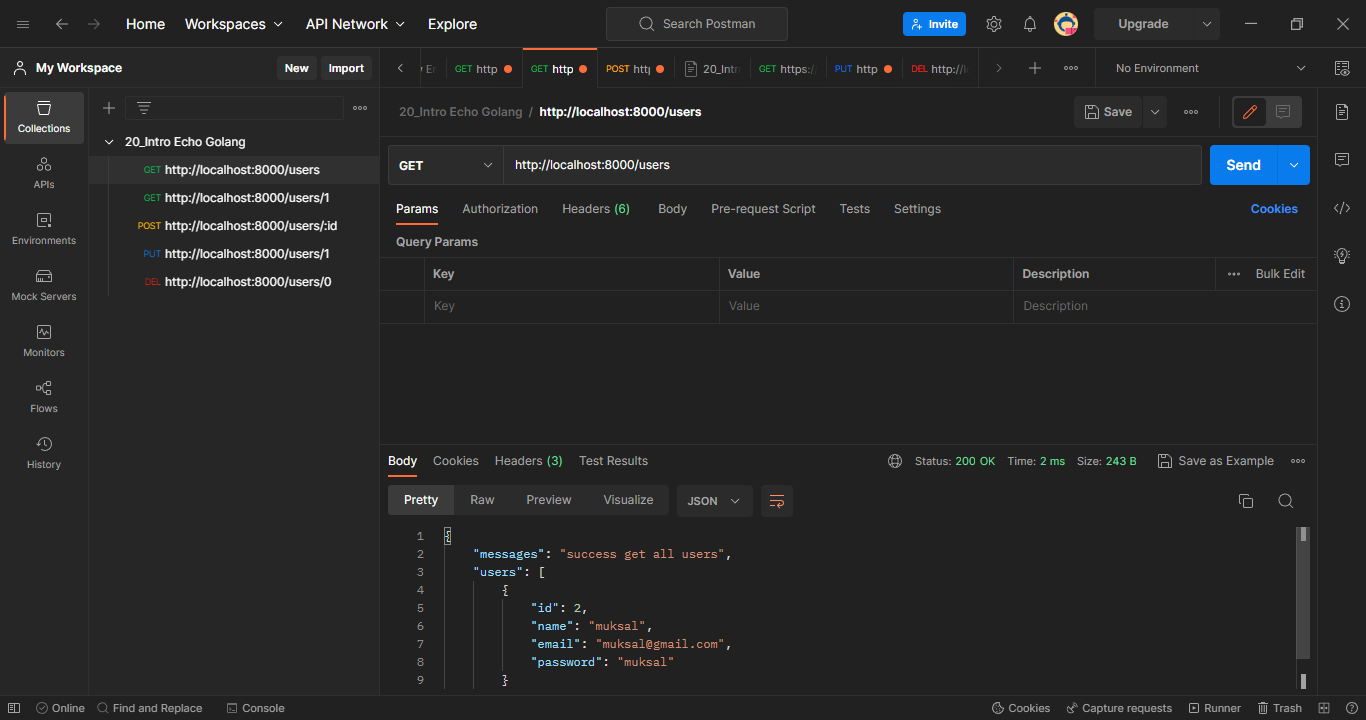 Home Workspaces API Network Explore Search Postman Invite Upgrade
My Workspace New Import
GET http GET http POST http 20_Intr GET https:/ PUT http DEL http://l No Environment
Collections
APIs
Environments
Mock Servers
Monitors
Flows
History
20_Intro Echo Golang
GET http://localhost:8000/users
GET http://localhost:8000/users/1
POST http://localhost:8000/users/:id
PUT http://localhost:8000/users/1
DEL http://localhost:8000/users/0
20_Intro Echo Golang / http://localhost:8000/users Save
GET http://localhost:8000/users Send
Params Authorization Headers (6) Body Pre-request Script Tests Settings Cookies
Query Params
Key Value Description Bulk Edit
Key Value Description
Body Cookies Headers (3) Test Results Status: 200 OK Time: 2 ms Size: 243 B Save as Example
Pretty Raw Preview Visualize JSON
1 {
2 "messages": "success get all users",
3 "users": [
4 {
5 "id": 2,
6 "name": "muksal",
7 "email": "muksal@gmail.com",
8 "password": "muksal"
9 }
Online Find and Replace Console Cookies Capture requests Runner Trash